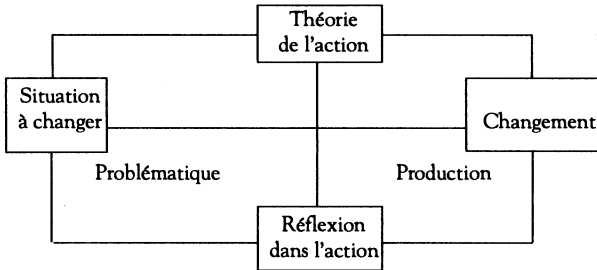 Théorie
de l'action
Situation
à changer
Changement
Problématique
Production
Réflexion
dans l'action